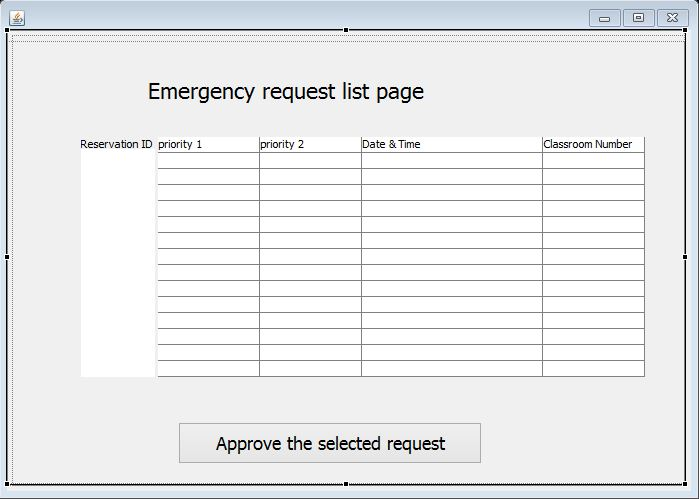 Emergency request list page
Reservation ID priority 1 priority 2 Date & Time Classroom Number
Approve the selected request